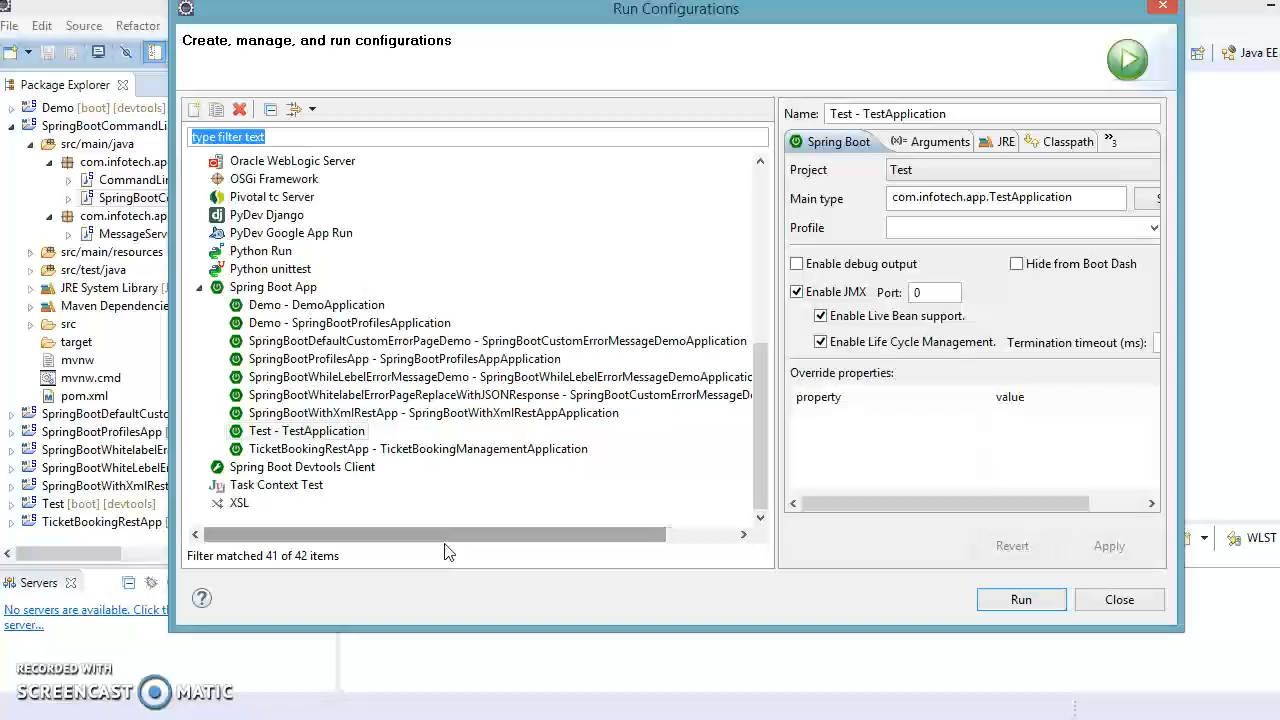 Run Configurations
File Edit Source Refactor
Create, manage, and run configurations
Java EE
Package Explorer
Demo [boot] [devtools]
SpringBootCommandLi
src/main/java
com.infotech.ap
CommandLin
SpringBootCo
com.infotech.ap
MessageServ
src/main/resources
src/test/java
JRE System Library [
Maven Dependencie
src
target
mvnw
mvnw.cmd
pom.xml
SpringBootDefaultCusto
SpringBootProfilesApp
SpringBootWhitelabelE
SpringBootWhiteLebelE
SpringBootWithXmlRest
Test [boot] [devtools]
TicketBookingRestApp
type filter text
Oracle WebLogic Server
OSGi Framework
Pivotal tc Server
PyDev Django
PyDev Google App Run
Python Run
Python unittest
Spring Boot App
Demo - DemoApplication
Demo - SpringBootProfilesApplication
SpringBootDefaultCustomErrorPageDemo - SpringBootCustomErrorMessageDemoApplication
SpringBootProfilesApp - SpringBootProfilesAppApplication
SpringBootWhileLebelErrorMessageDemo - SpringBootWhileLebelErrorMessageDemoApplicatio
SpringBootWhitelabelErrorPageReplaceWithJSONResponse - SpringBootCustomErrorMessageD
SpringBootWithXmlRestApp - SpringBootWithXmlRestAppApplication
Test - TestApplication
TicketBookingRestApp - TicketBookingManagementApplication
Spring Boot Devtools Client
Task Context Test
XSL
Filter matched 41 of 42 items
Name: Test - TestApplication
Spring Boot (x)= Arguments JRE Classpath »3
Project Test
Main type com.infotech.app.TestApplication
Profile
Enable debug output Hide from Boot Dash
Enable JMX Port: 0
Enable Live Bean support.
Enable Life Cycle Management. Termination timeout (ms):
Override properties:
property value
Revert Apply
Run Close
WLST
Servers
No servers are available. Click th
server...
RECORDED WITH
SCREENCAST MATIC